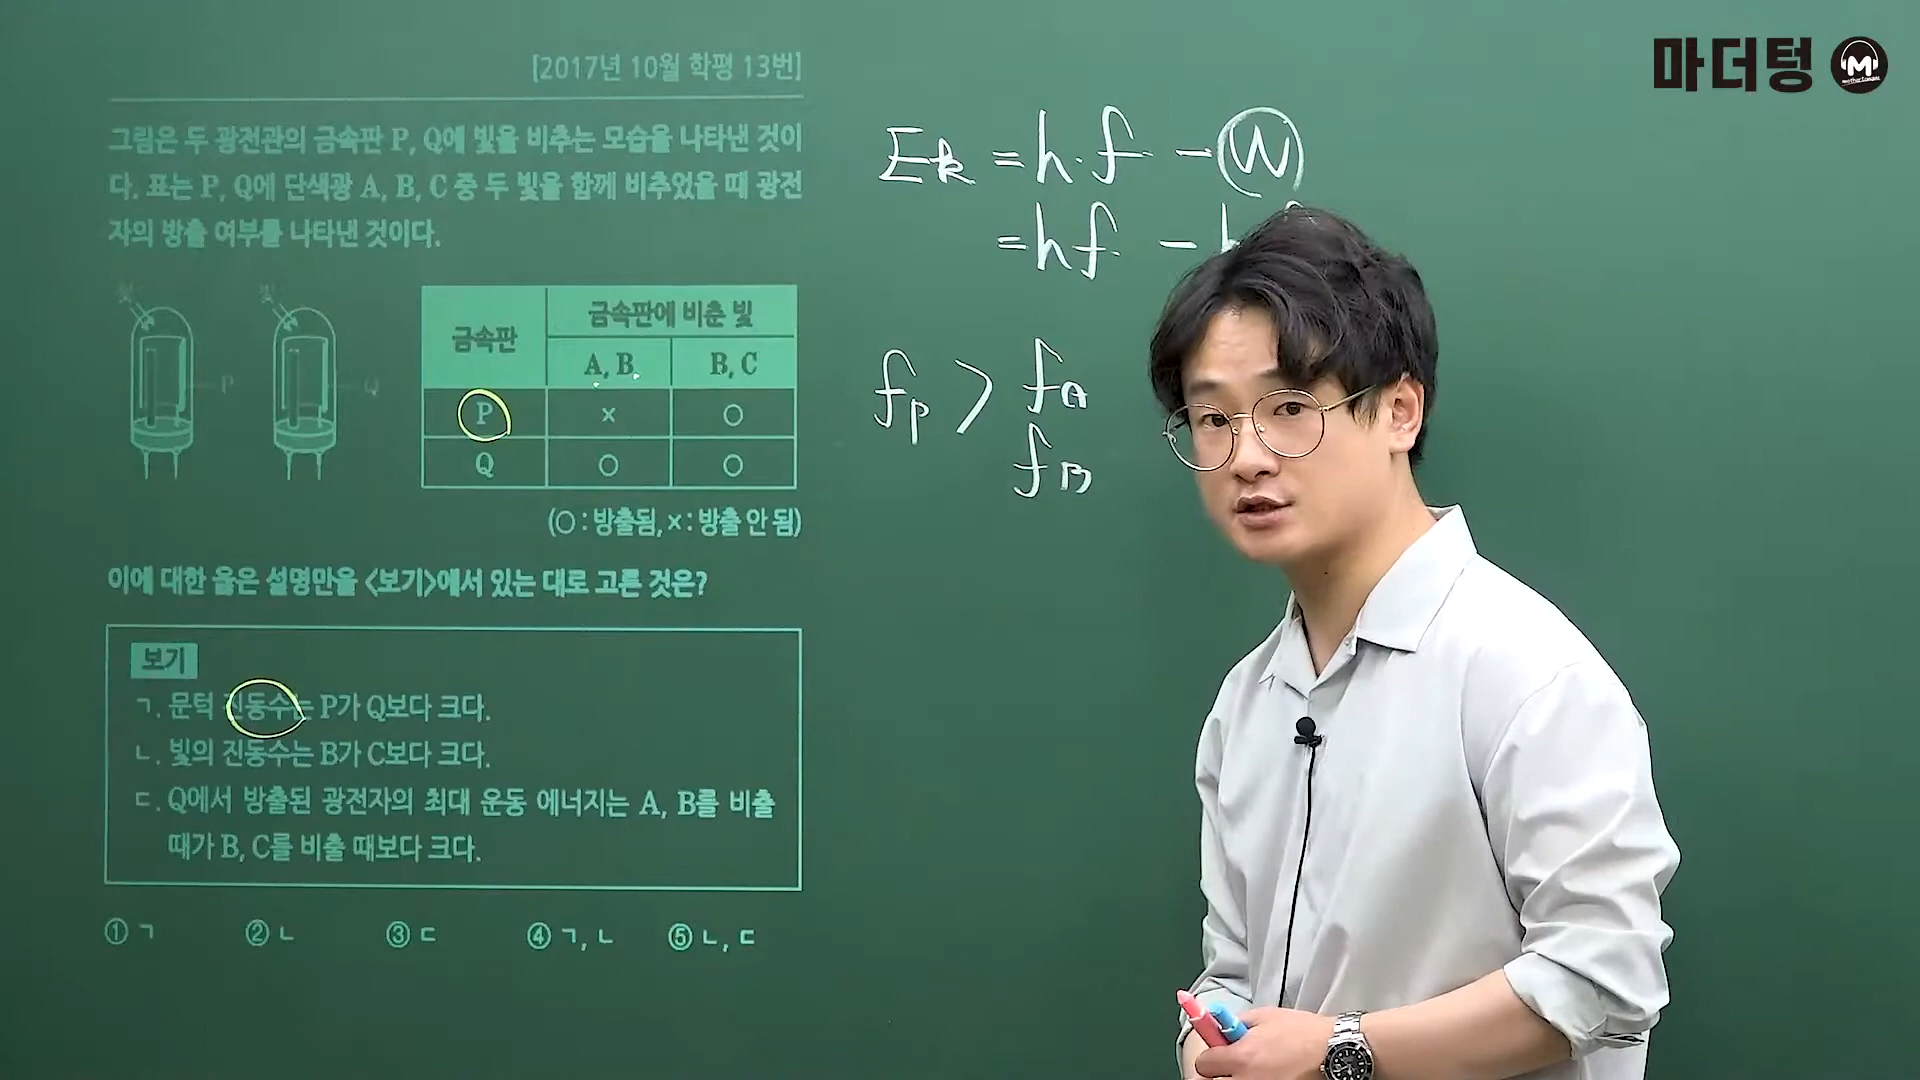 마더텅 M
[2017년 10월 학평 13번]
그림은 두 광전관의 금속판 P, Q에 빛을 비추는 모습을 나타낸 것이
다. 표는 P, Q에 단색광 A, B, C 중 두 빛을 함께 비추었을 때 광전
자의 방출 여부를 나타낸 것이다.
빛 빛
P Q
금속판 금속판에 비춘 빛
A, B B, C
P × ○
Q ○ ○
(○ : 방출됨, × : 방출 안 됨)
이에 대한 옳은 설명만을 <보기>에서 있는 대로 고른 것은?
보기
ㄱ. 문턱 진동수는 P가 Q보다 크다.
ㄴ. 빛의 진동수는 B가 C보다 크다.
ㄷ. Q에서 방출된 광전자의 최대 운동 에너지는 A, B를 비출
때가 B, C를 비출 때보다 크다.
① ㄱ ② ㄴ ③ ㄷ ④ ㄱ, ㄴ ⑤ ㄴ, ㄷ
Ek = h·f - W
= hf - h
fP > fA
fB